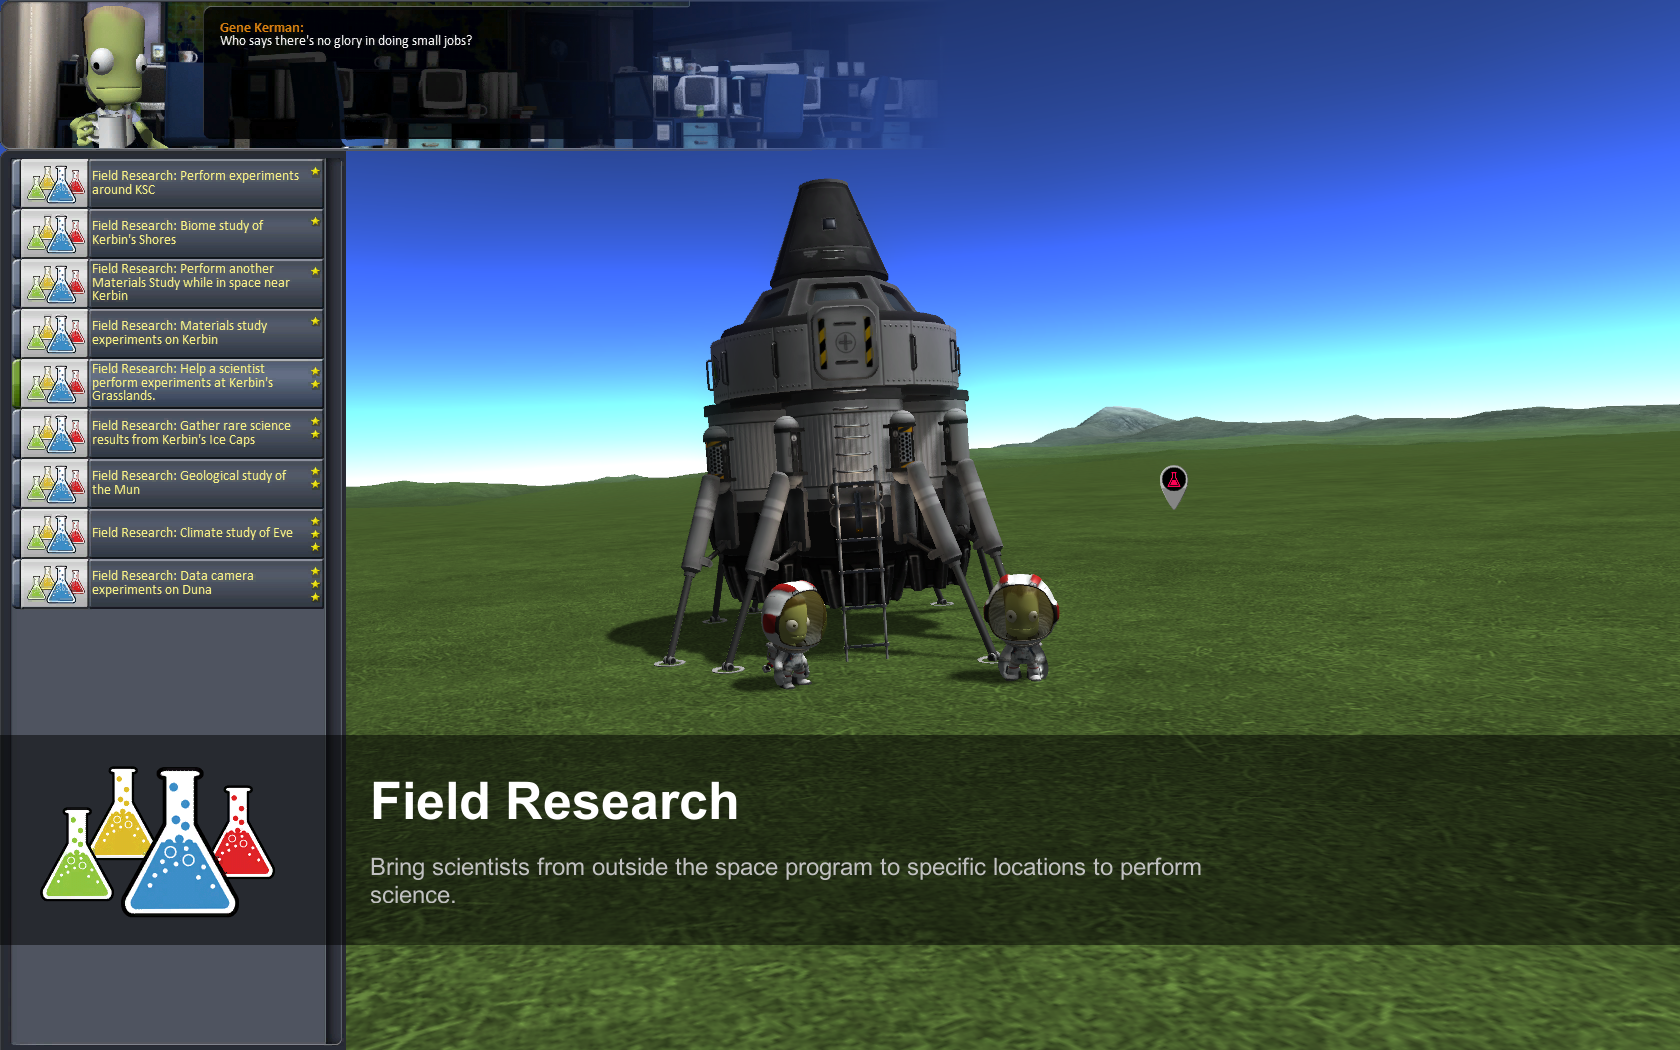 Gene Kerman:
Who says there's no glory in doing small jobs?
Field Research: Perform experiments
around KSC
Field Research: Biome study of
Kerbin's Shores
Field Research: Perform another
Materials Study while in space near
Kerbin
Field Research: Materials study
experiments on Kerbin
Field Research: Help a scientist
perform experiments at Kerbin's
Grasslands.
Field Research: Gather rare science
results from Kerbin's Ice Caps
Field Research: Geological study of
the Mun
Field Research: Climate study of Eve
Field Research: Data camera
experiments on Duna
Field Research
Bring scientists from outside the space program to specific locations to perform
science.